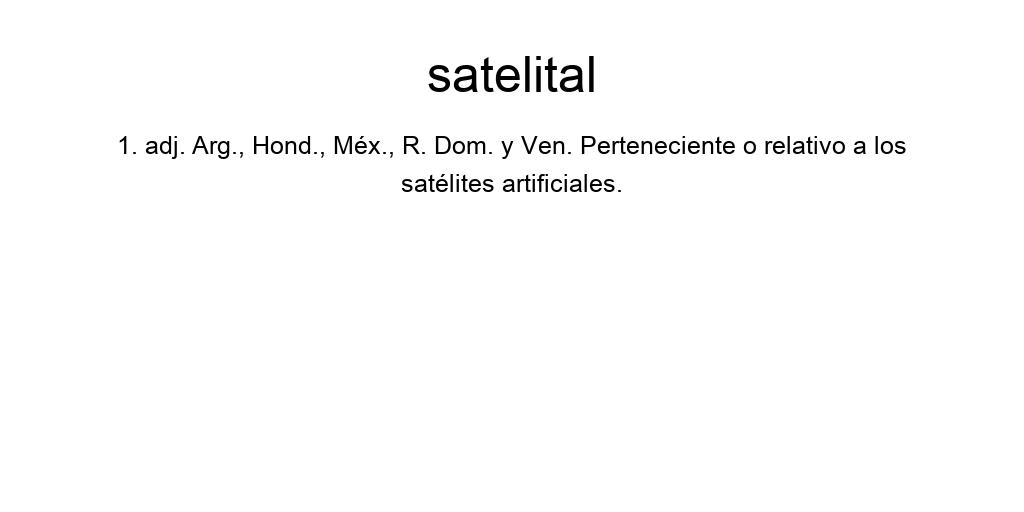 satelital
1. adj. Arg., Hond., Méx., R. Dom. y Ven. Perteneciente o relativo a los
satélites artificiales.